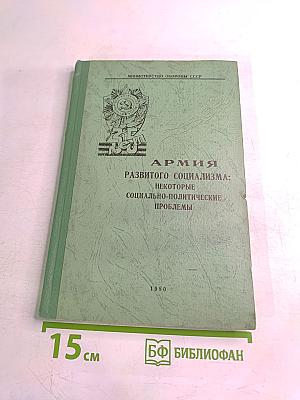 МИНИСТЕРСТВО ОБОРОНЫ СССР
АРМИЯ
РАЗВИТОГО СОЦИАЛИЗМА:
НЕКОТОРЫЕ
СОЦИАЛЬНО-ПОЛИТИЧЕСКИЕ
ПРОБЛЕМЫ
1980
15 см
БФ БИБЛИОФАН